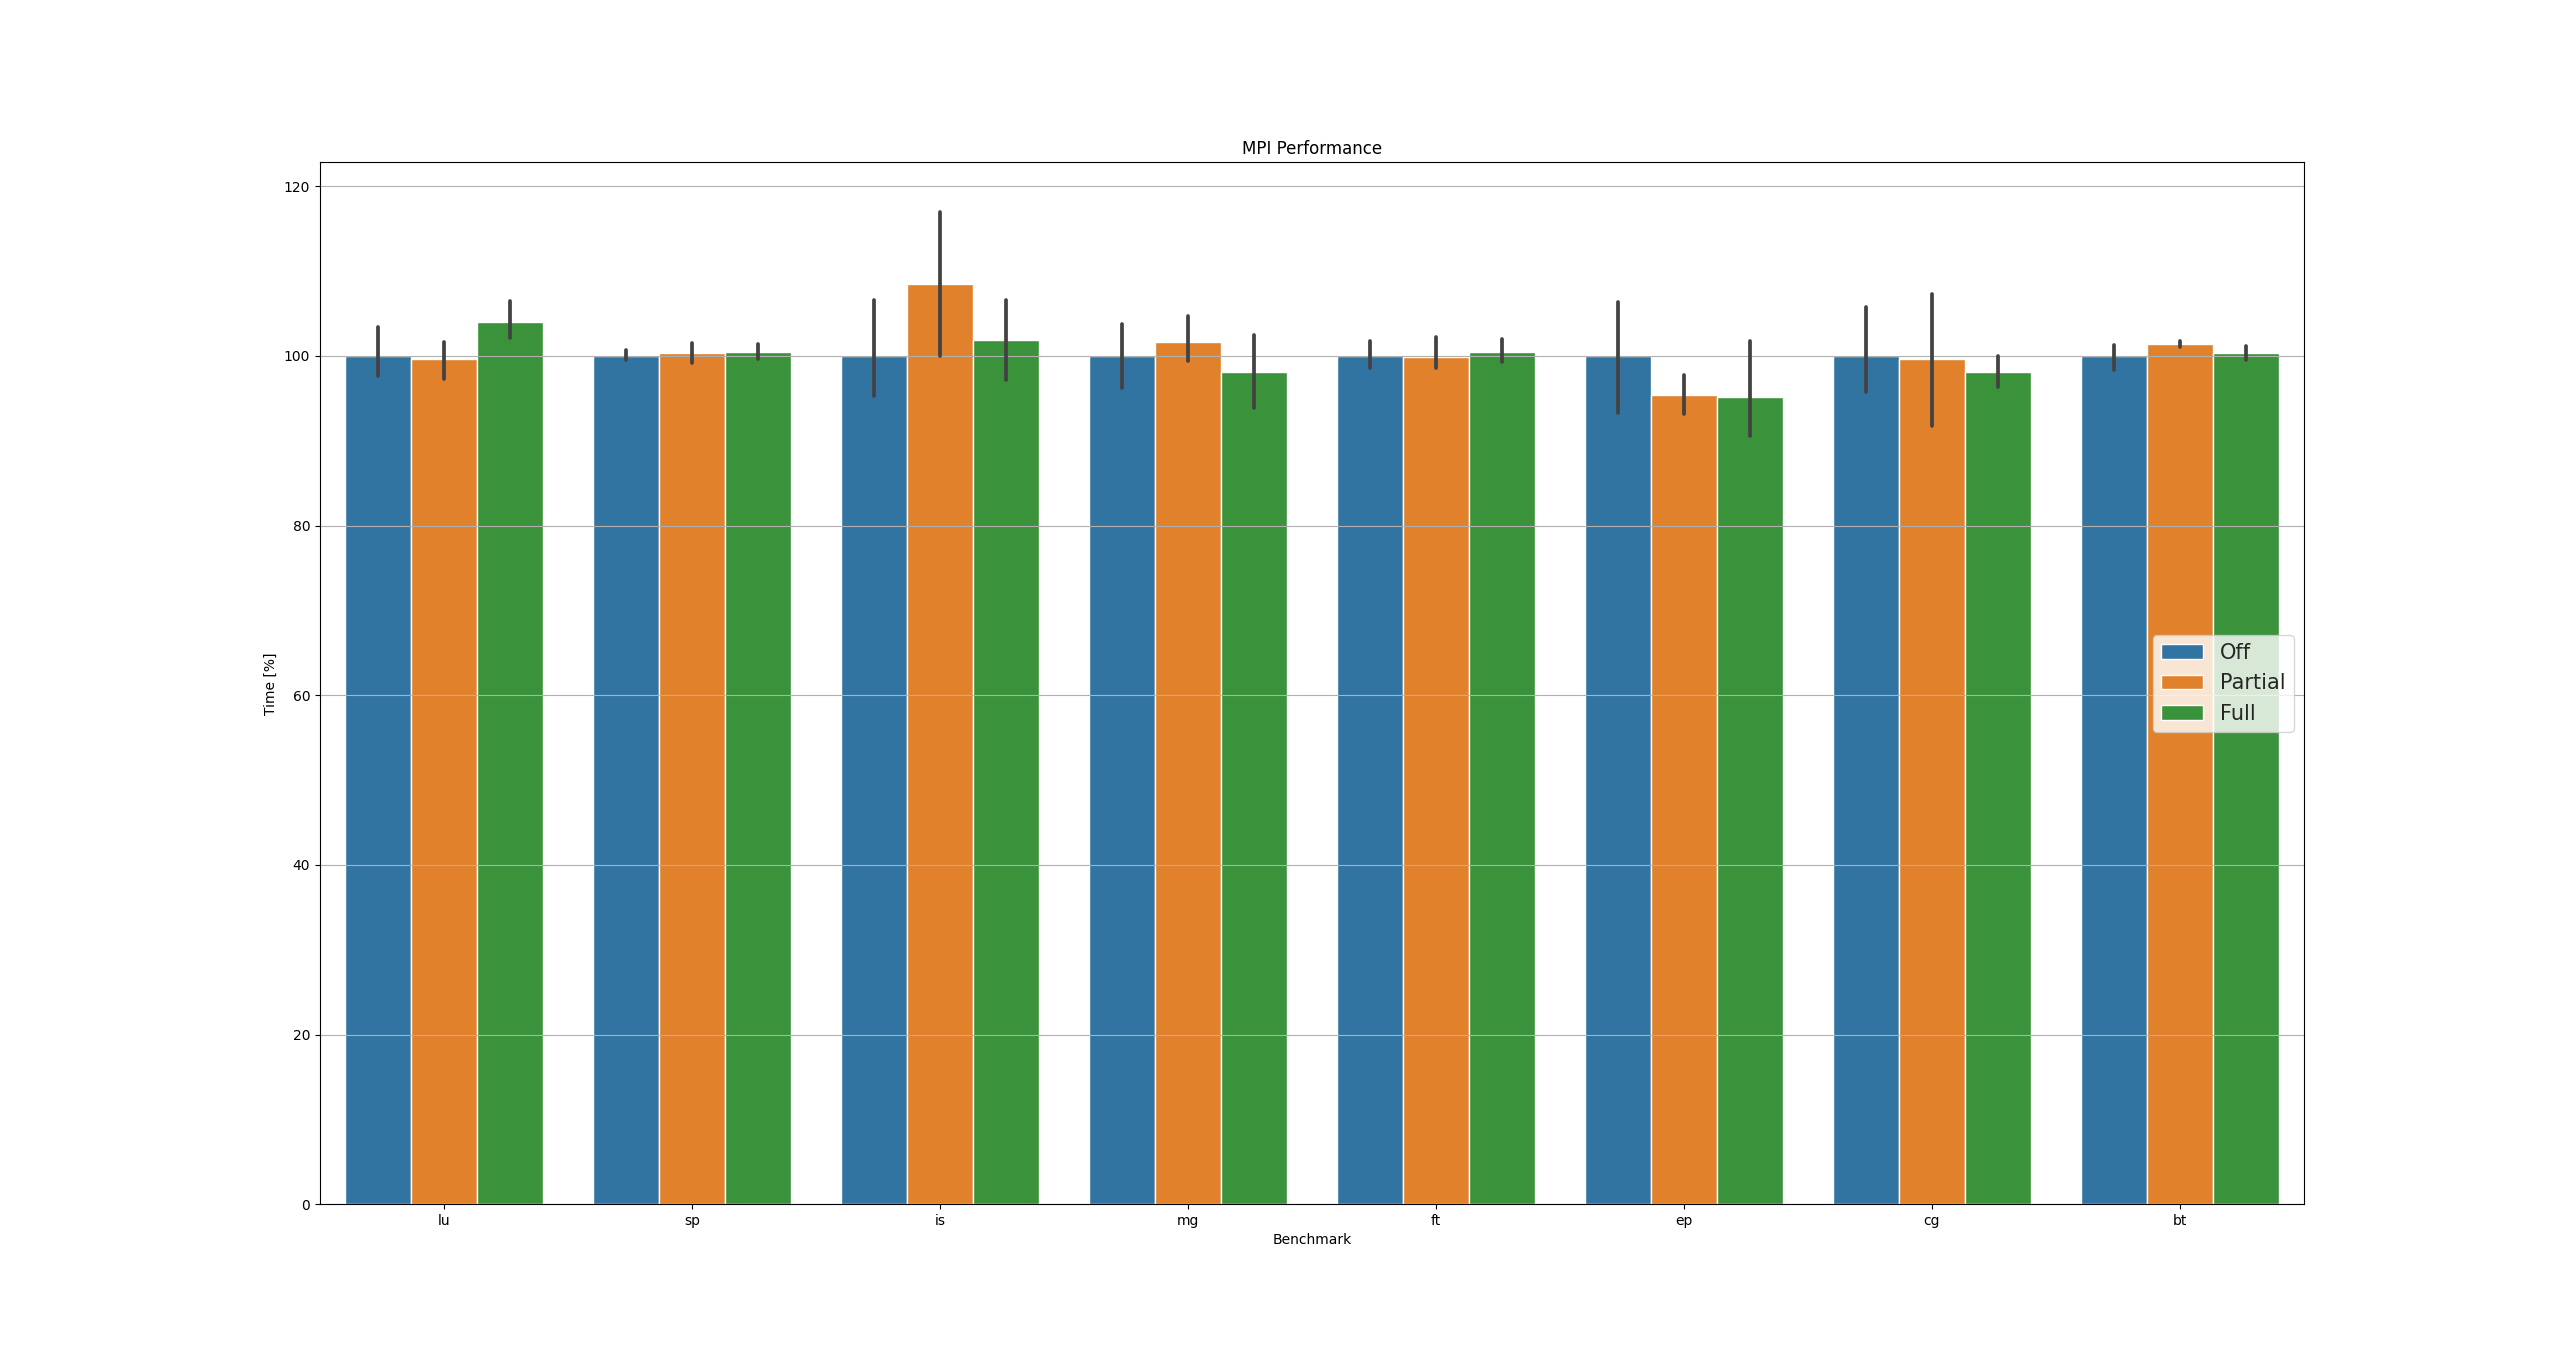 MPI Performance
120
100
80
60
40
20
0
Time [%]
Off
Partial
Full
lu sp is mg ft ep cg bt
Benchmark